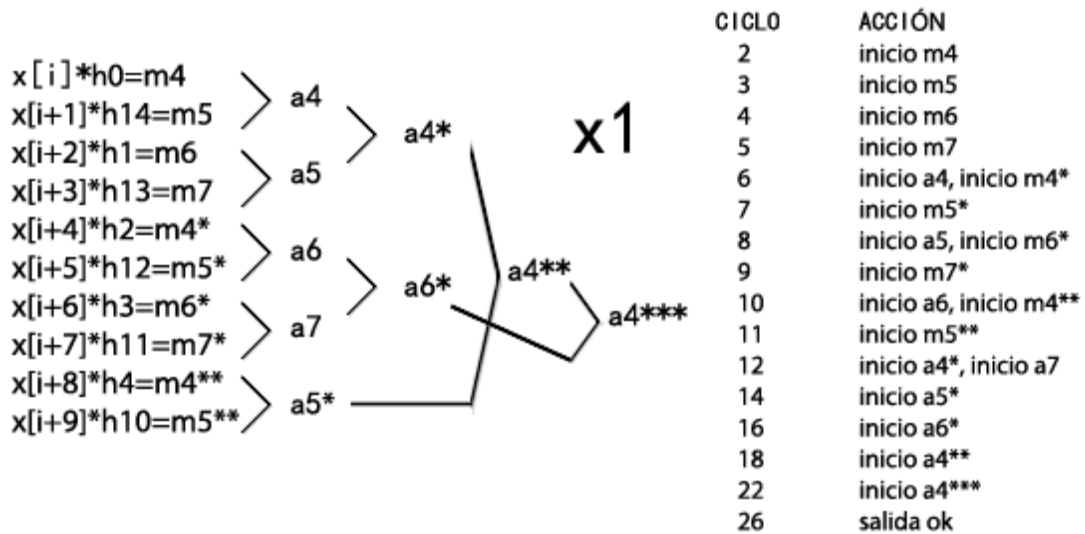 x[i]*h0=m4
x[i+1]*h14=m5
x[i+2]*h1=m6
x[i+3]*h13=m7
x[i+4]*h2=m4*
x[i+5]*h12=m5*
x[i+6]*h3=m6*
x[i+7]*h11=m7*
x[i+8]*h4=m4**
x[i+9]*h10=m5**
a4
a5
a6
a7
a5*
a4*
a6*
a4**
a4***
x1
CICLO ACCIÓN
2 inicio m4
3 inicio m5
4 inicio m6
5 inicio m7
6 inicio a4, inicio m4*
7 inicio m5*
8 inicio a5, inicio m6*
9 inicio m7*
10 inicio a6, inicio m4**
11 inicio m5**
12 inicio a4*, inicio a7
14 inicio a5*
16 inicio a6*
18 inicio a4**
22 inicio a4***
26 salida ok